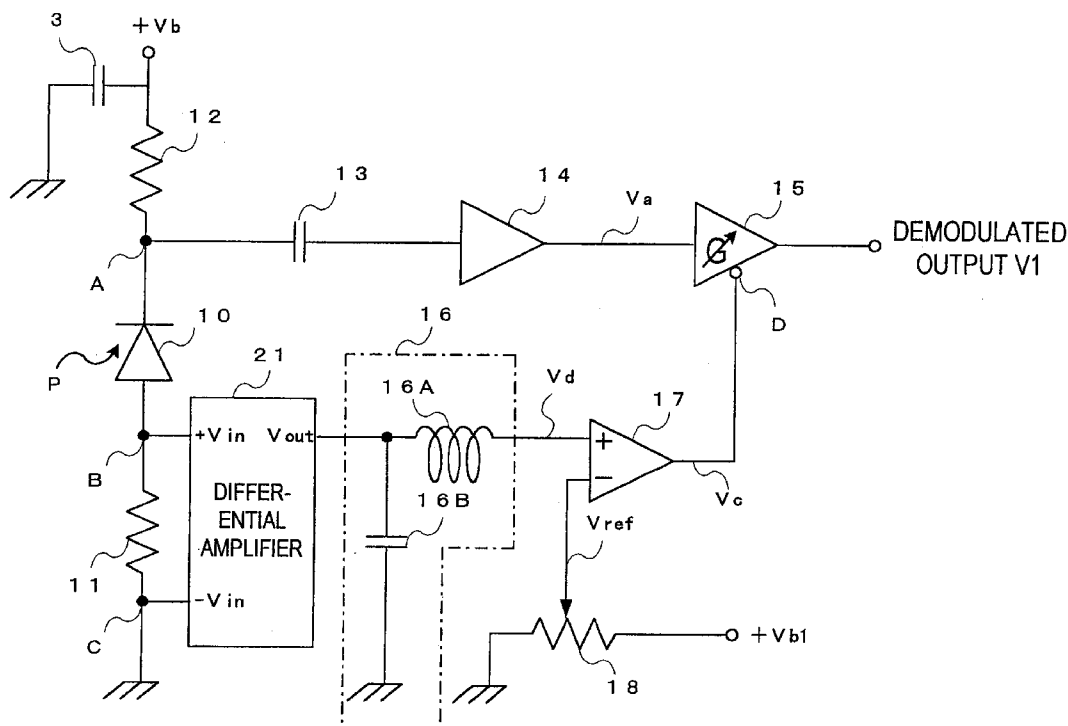 3
+Vb
12
13
14
Va
15
G
DEMODULATED
OUTPUT V1
A
D
10
P
21
16
16A
Vd
17
+Vin
Vout
+
−
B
16B
Vc
DIFFER-
ENTIAL
AMPLIFIER
Vref
11
−Vin
C
+Vb1
18